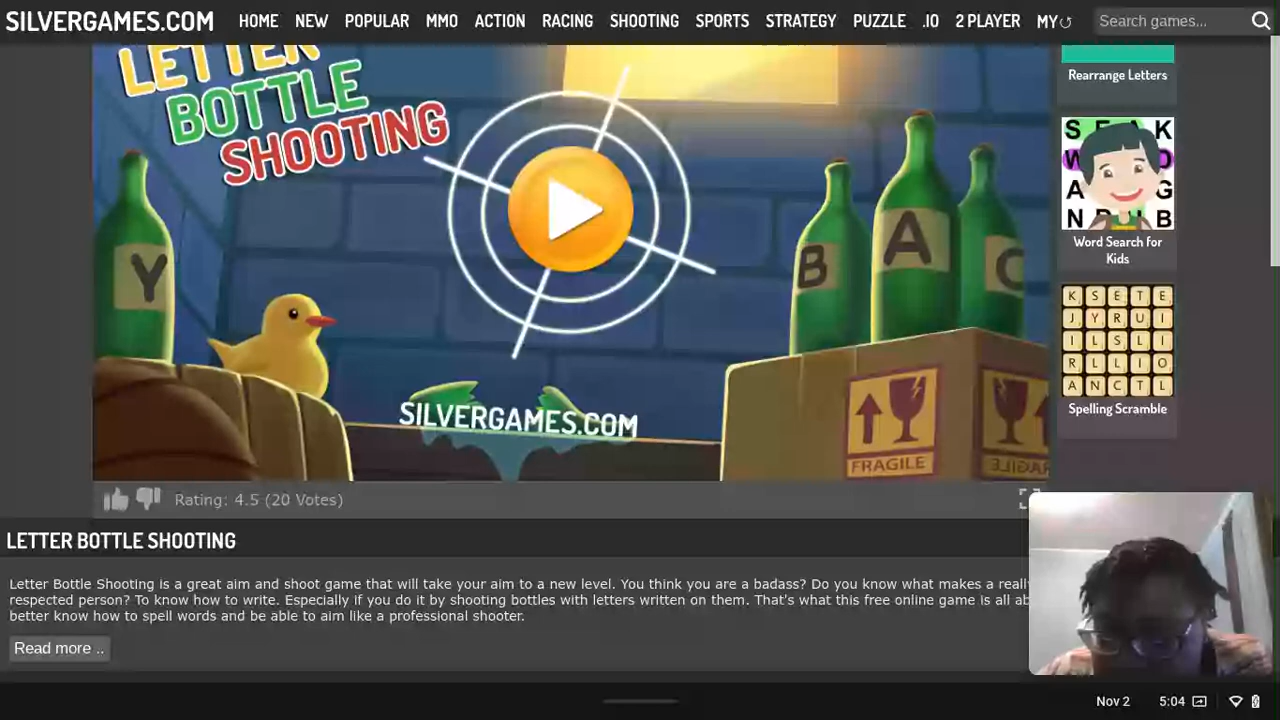 SILVERGAMES.COM HOME NEW POPULAR MMO ACTION RACING SHOOTING SPORTS STRATEGY PUZZLE .IO 2 PLAYER MY Search games...
LETTER
BOTTLE
SHOOTING
Y
B A C
SILVERGAMES.COM
FRAGILE
Rearrange Letters
Word Search for
Kids
K S E T E
J Y R U I
I L S L I
R L L I O
A N C T L
Spelling Scramble
Rating: 4.5 (20 Votes)
LETTER BOTTLE SHOOTING
Letter Bottle Shooting is a great aim and shoot game that will take your aim to a new level. You think you are a badass? Do you know what makes a
respected person? To know how to write. Especially if you do it by shooting bottles with letters written on them. That's what this free online game is all
better know how to spell words and be able to aim like a professional shooter.
Read more ..
Nov 2 5:04